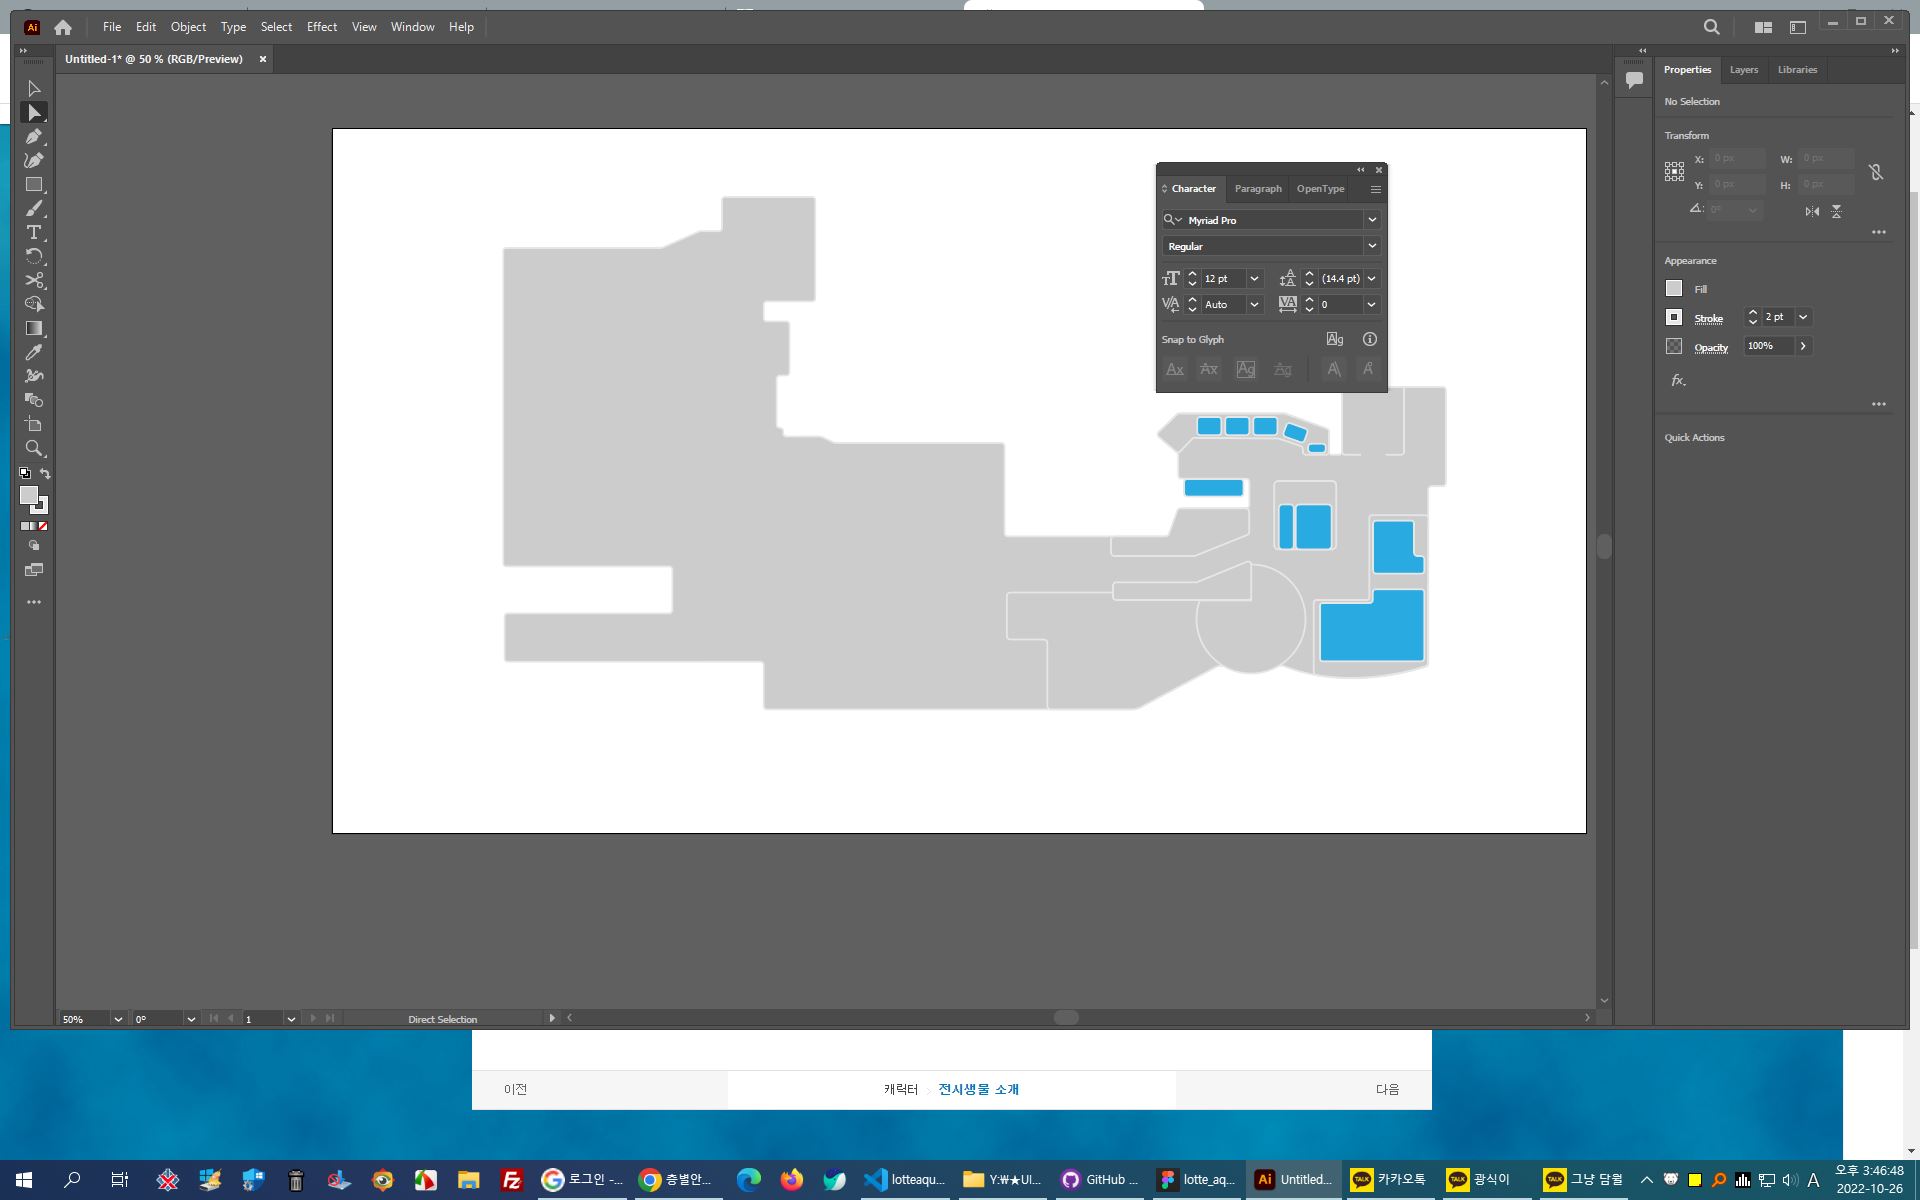 Ai File Edit Object Type Select Effect View Window Help
Untitled-1* @ 50 % (RGB/Preview)
Properties Layers Libraries
No Selection
Transform
X: 0 px W: 0 px
Y: 0 px H: 0 px
0°
Appearance
Fill
Stroke 2 pt
Opacity 100%
fx.
Quick Actions
Character Paragraph OpenType
Myriad Pro
Regular
12 pt (14.4 pt)
Auto 0
Snap to Glyph
50% 0° 1 Direct Selection
이전 캐릭터 전시생물 소개 다음
로그인 -... 층별안... lotteaqu... Y:₩★UI... GitHub ... lotte_aq... Ai Untitled... TALK 카카오톡 TALK 광식이 TALK 그냥 담월 A
오후 3:46:48
2022-10-26